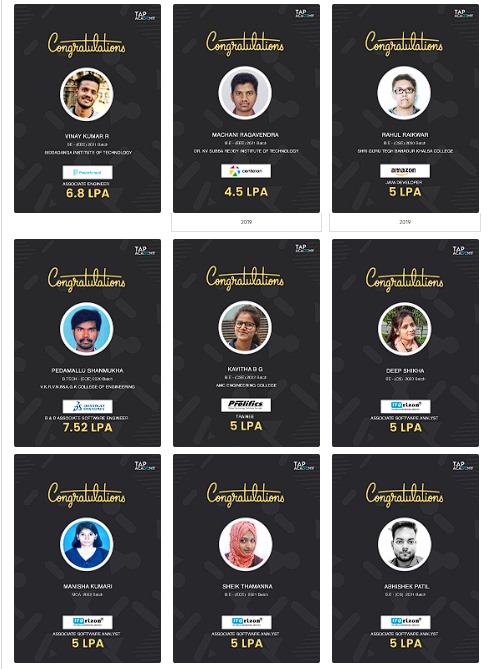 TAP ACADEMY
Congratulations
VINAY KUMAR R
BE - (EEE) 2021 Batch
INSTITUTE OF TECHNOLOGY
ASSOCIATE ENGINEER
6.8 LPA
TAP ACADEMY
Congratulations
MACHANI RAGAVENDRA
B.E - (EEE) 2021 Batch
DR. KV SUBBA REDDY INSTITUTE OF TECHNOLOGY
4.5 LPA
2019
TAP ACADEMY
Congratulations
RAHUL RAIKWAR
B.E - (CSE) 2020 Batch
SHRI GURU TEGH BAHADUR KHALSA COLLEGE
amazon
JAVA DEVELOPER
5 LPA
2019
TAP ACADEMY
Congratulations
PEDAMALLU SHANMUKHA
B.TECH - (ECE) 2020 Batch
COLLEGE OF ENGINEERING
R & D ASSOCIATE SOFTWARE ENGINEER
7.52 LPA
TAP ACADEMY
Congratulations
KAVITHA B G
B.E - (CSE) 2022 Batch
AMC ENGINEERING COLLEGE
Prolifics
TRAINEE
5 LPA
TAP ACADEMY
Congratulations
DEEP SHIKHA
BE - (CS) 2020 Batch
ITOrizon
ASSOCIATE SOFTWARE ANALYST
5 LPA
TAP ACADEMY
Congratulations
MANISHA KUMARI
MCA Batch
ITOrizon
ASSOCIATE SOFTWARE ANALYST
5 LPA
TAP ACADEMY
Congratulations
SHEIK THAMANNA
B.E - 2021 Batch
ITOrizon
ASSOCIATE SOFTWARE ANALYST
5 LPA
TAP ACADEMY
Congratulations
ABHISHEK PATIL
B.E - (CS) 2021 Batch
ITOrizon
ASSOCIATE SOFTWARE ANALYST
5 LPA